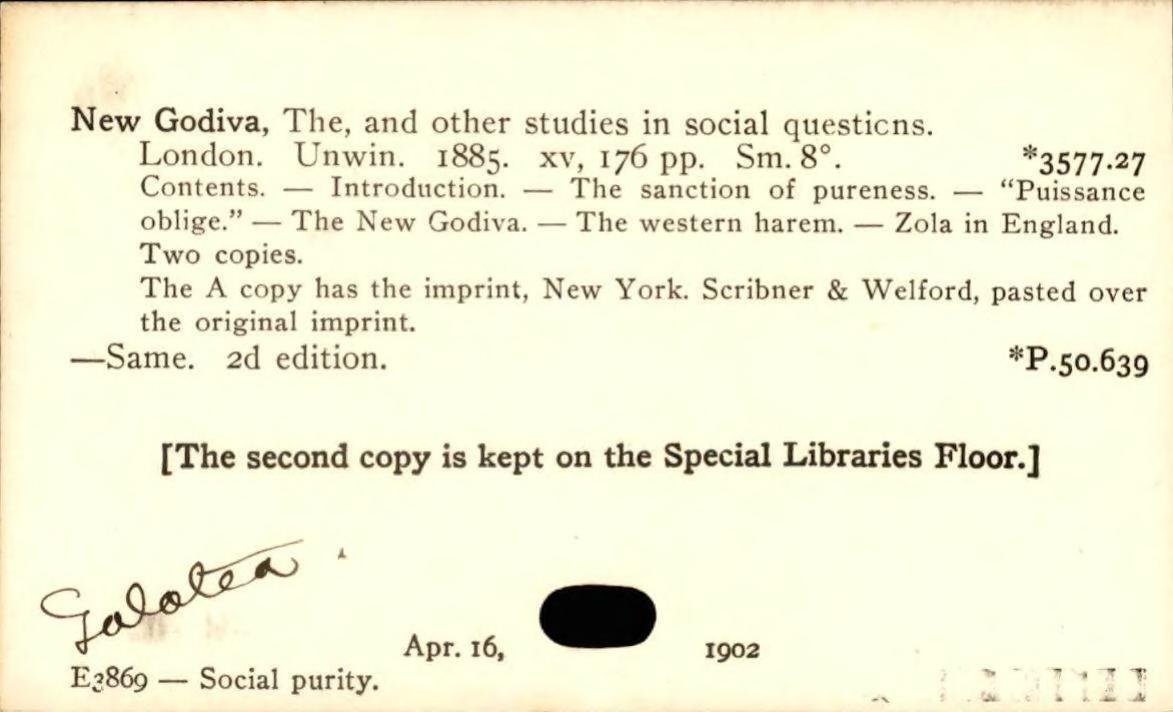 New Godiva, The, and other studies in social questions.
London. Unwin. 1885. xv, 176 pp. Sm. 8°. *3577.27
Contents. — Introduction. — The sanction of pureness. — “Puissance
oblige.” — The New Godiva. — The western harem. — Zola in England.
Two copies.
The A copy has the imprint, New York. Scribner & Welford, pasted over
the original imprint.
—Same. 2d edition. *P.50.639
[The second copy is kept on the Special Libraries Floor.]
Galatea
Apr. 16, 1902
E3869 — Social purity.